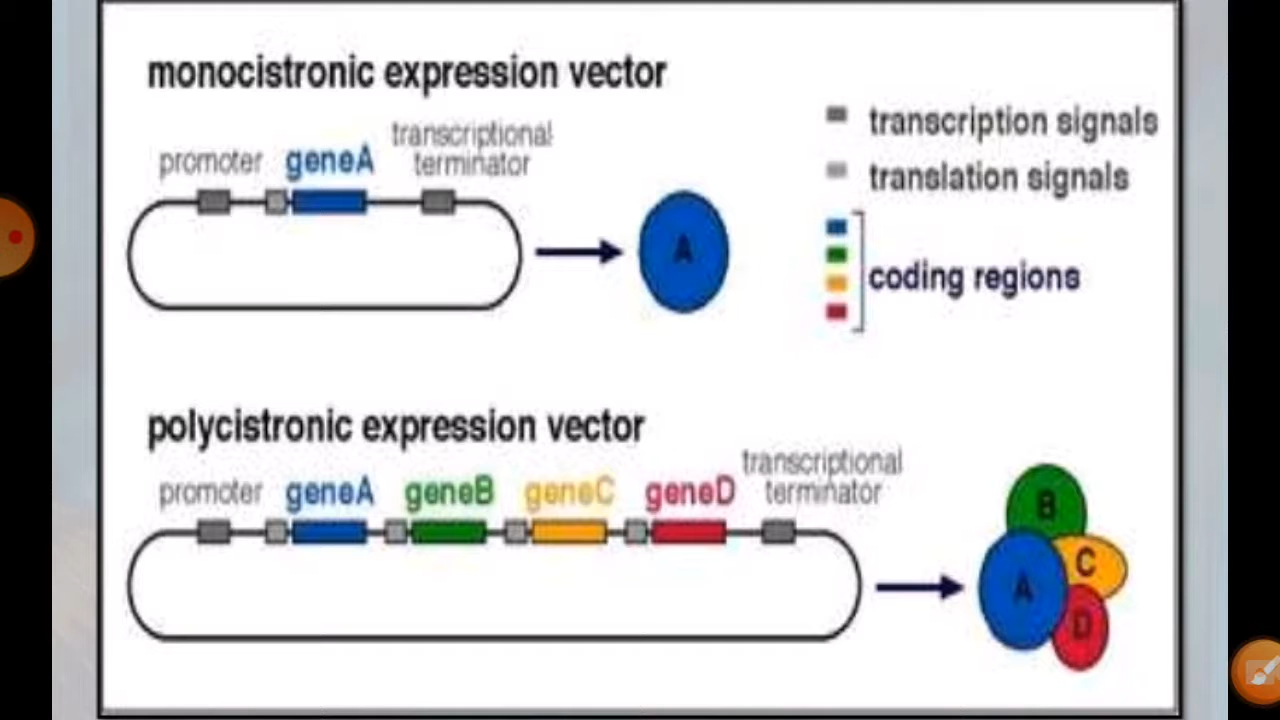 monocistronic expression vector
promoter geneA transcriptional
terminator
A
transcription signals
translation signals
coding regions
polycistronic expression vector
promoter geneA geneB geneC geneD transcriptional
terminator
B
C
A
D